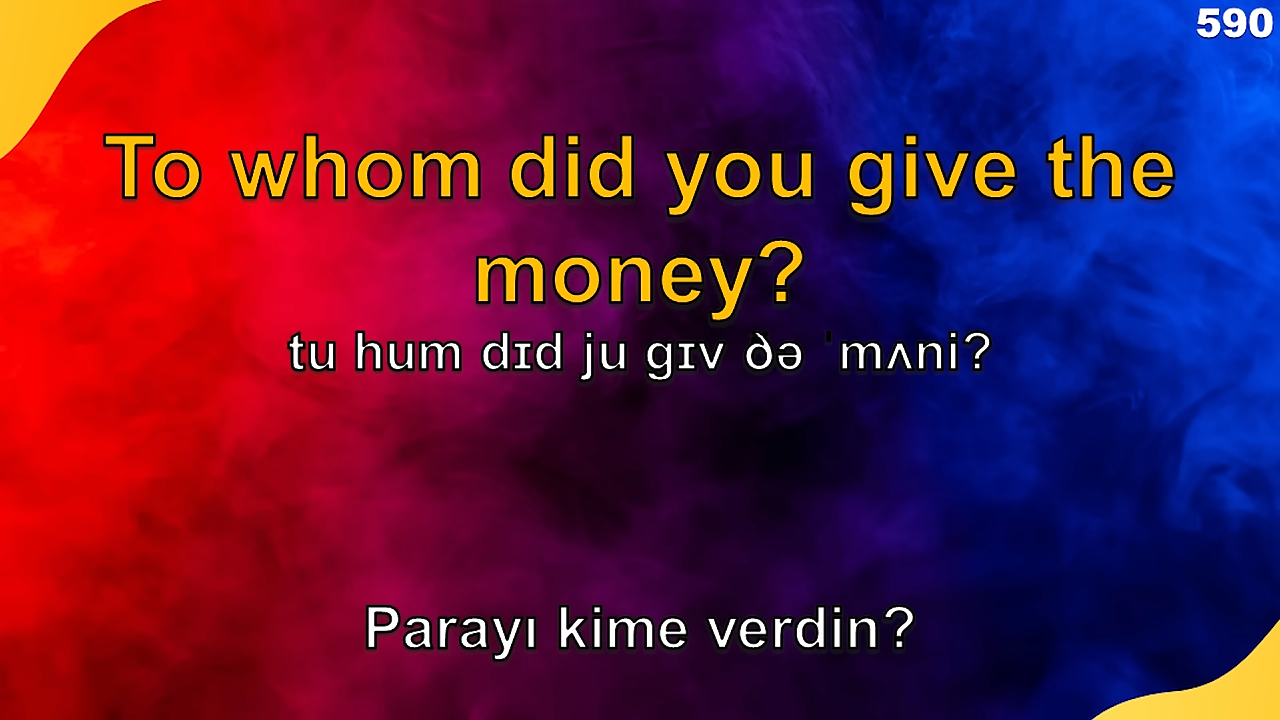 590
To whom did you give the
money?
tu hum dɪd ju gɪv ðə ˈmʌni?
Parayı kime verdin?